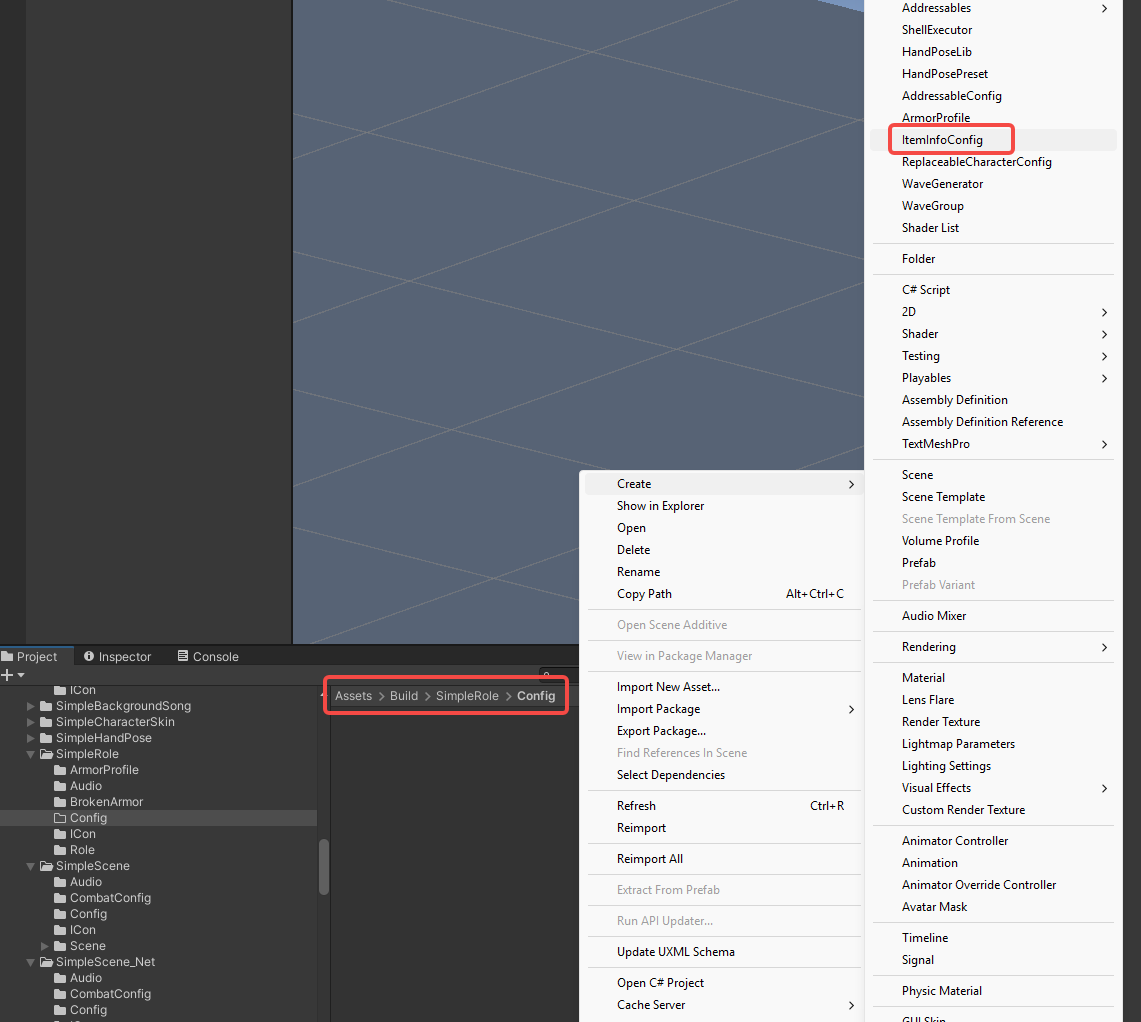 Addressables
ShellExecutor
HandPoseLib
HandPosePreset
AddressableConfig
ArmorProfile
ItemInfoConfig
ReplaceableCharacterConfig
WaveGenerator
WaveGroup
Shader List
Folder
C# Script
2D
Shader
Testing
Playables
Assembly Definition
Assembly Definition Reference
TextMeshPro
Scene
Scene Template
Scene Template From Scene
Volume Profile
Prefab
Prefab Variant
Audio Mixer
Rendering
Material
Lens Flare
Render Texture
Lightmap Parameters
Lighting Settings
Visual Effects
Custom Render Texture
Animator Controller
Animation
Animator Override Controller
Avatar Mask
Timeline
Signal
Physic Material
GUI Skin
Create
Show in Explorer
Open
Delete
Rename
Copy Path Alt+Ctrl+C
Open Scene Additive
View in Package Manager
Import New Asset...
Import Package
Export Package...
Find References In Scene
Select Dependencies
Refresh Ctrl+R
Reimport
Reimport All
Extract From Prefab
Run API Updater...
Update UXML Schema
Open C# Project
Cache Server
Project Inspector Console
Assets > Build > SimpleRole > Config
ICon
SimpleBackgroundSong
SimpleCharacterSkin
SimpleHandPose
SimpleRole
ArmorProfile
Audio
BrokenArmor
Config
ICon
Role
SimpleScene
Audio
CombatConfig
Config
ICon
Scene
SimpleScene_Net
Audio
CombatConfig
Config